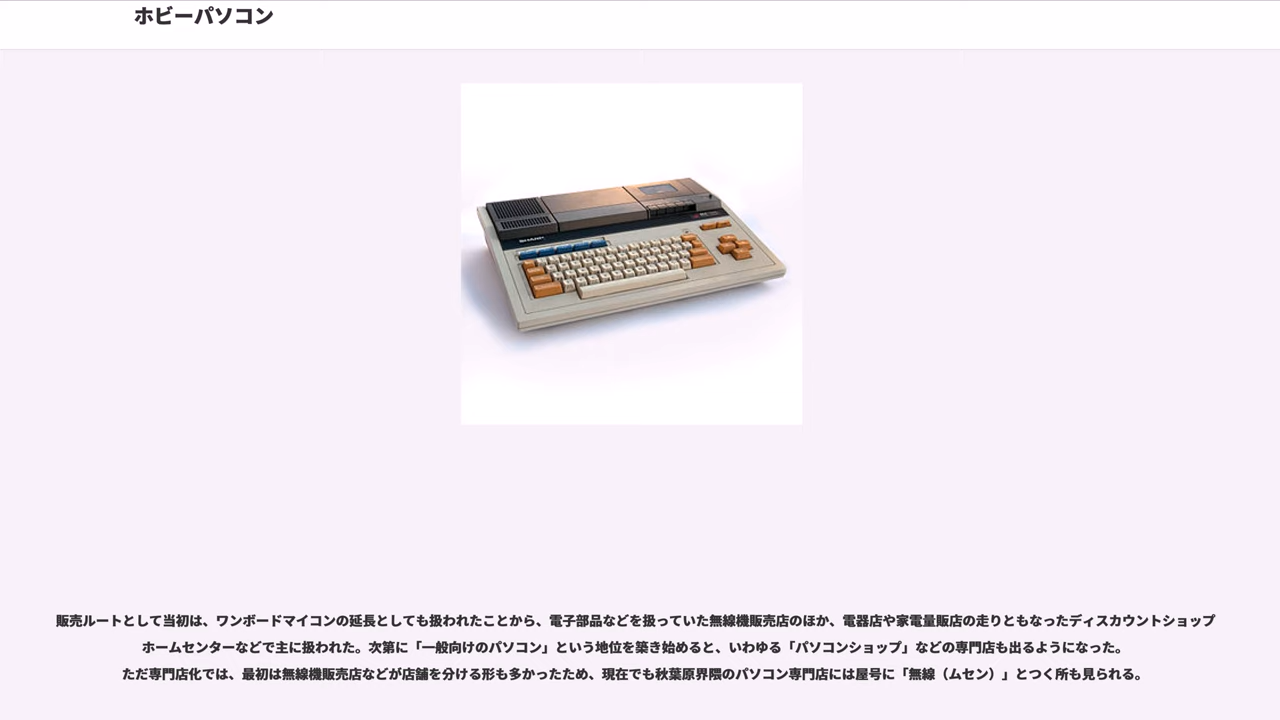 ホビーパソコン
SHARP
販売ルートとして当初は、ワンボードマイコンの延長としても扱われたことから、電子部品などを扱っていた無線機販売店のほか、電器店や家電量販店の走りともなったディスカウントショップ
ホームセンターなどで主に扱われた。次第に「一般向けのパソコン」という地位を築き始めると、いわゆる「パソコンショップ」などの専門店も出るようになった。
ただ専門店化では、最初は無線機販売店などが店舗を分ける形も多かったため、現在でも秋葉原界隈のパソコン専門店には屋号に「無線（ムセン）」とつく所も見られる。